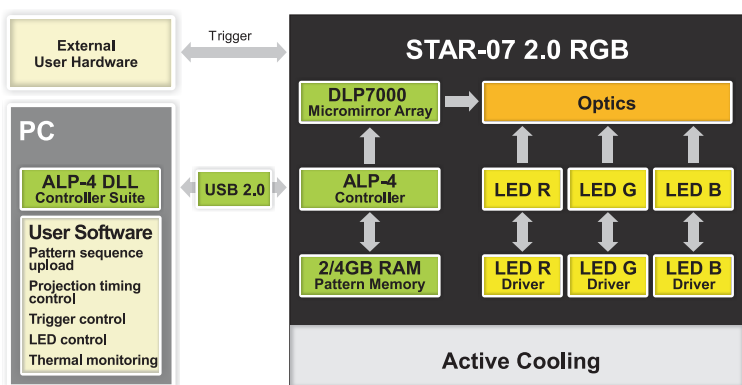 External
User Hardware
Trigger
STAR-07 2.0 RGB
DLP7000
Micromirror Array
Optics
PC
ALP-4 DLL
Controller Suite
USB 2.0
ALP-4
Controller
LED R
LED G
LED B
User Software
Pattern sequence
upload
Projection timing
control
Trigger control
LED control
Thermal monitoring
2/4GB RAM
Pattern Memory
LED R
Driver
LED G
Driver
LED B
Driver
Active Cooling